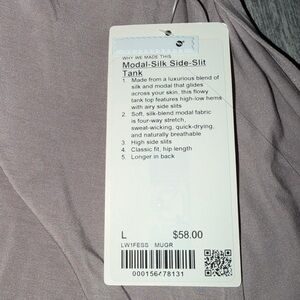 WHY WE MADE THIS
Modal-Silk Side-Slit
Tank
1. Made from a luxurious blend of
silk and modal that glides
across your skin, this flowy
tank top features high-low hems
with airy side slits
2. Soft, silk-blend modal fabric
is four-way stretch,
sweat-wicking, quick-drying,
and naturally breathable
3. High side slits
4. Classic fit, hip length
5. Longer in back
L $58.00
LW1FESS MUGR
000156478131